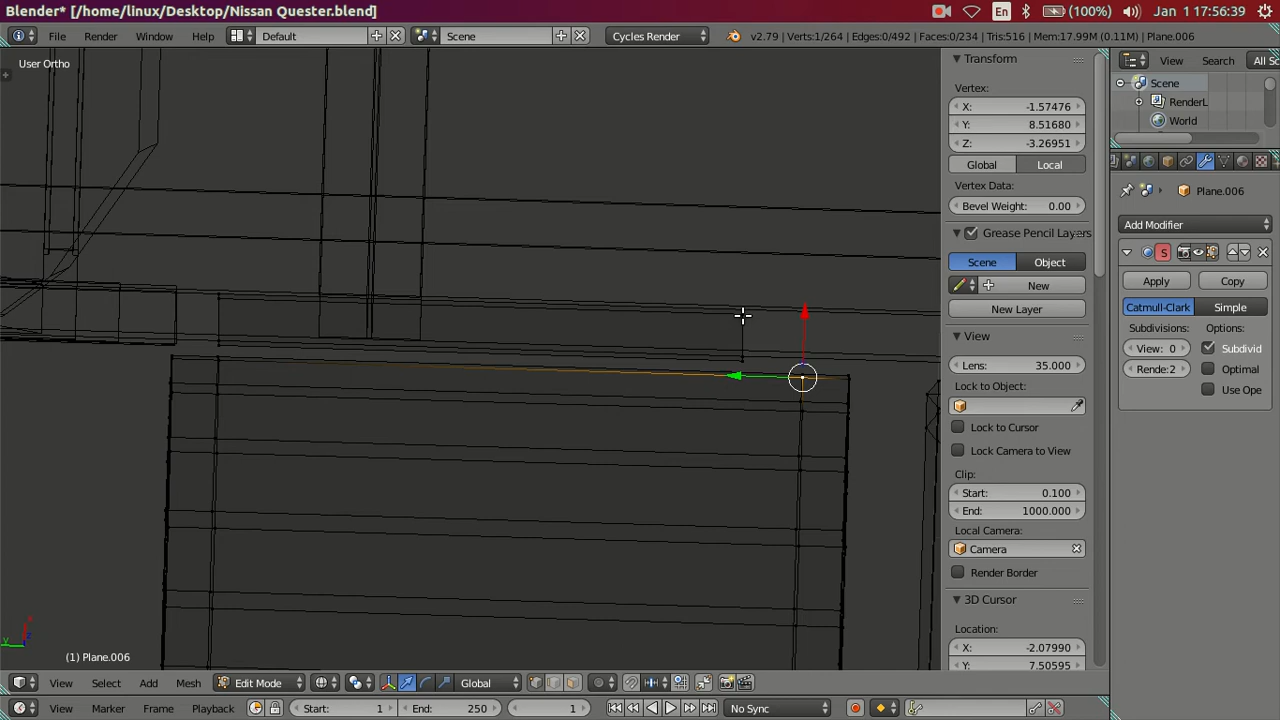 Blender* [/home/linux/Desktop/Nissan Quester.blend]
En (100%) Jan 1 17:56:39
File Render Window Help Default Scene Cycles Render v2.79 | Verts:1/264 | Edges:0/492 | Faces:0/234 | Tris:516 | Mem:17.99M (0.11M) | Plane.006
User Ortho
Transform
Vertex:
X: -1.57476
Y: 8.51680
Z: -3.26951
Global Local
Vertex Data:
Bevel Weight: 0.00
Grease Pencil Layers
Scene Object
New
New Layer
View
Lens: 35.000
Lock to Object:
Lock to Cursor
Lock Camera to View
Clip:
Start: 0.100
End: 1000.000
Local Camera:
Camera
Render Border
3D Cursor
Location:
X: -2.07990
Y: 7.50595
View Search All Sc
Scene
RenderL
World
Plane.006
Add Modifier
S
Apply Copy
Catmull-Clark Simple
Subdivisions: Options:
View: 0 Subdivid
Rende: 2 Optimal
Use Ope
(1) Plane.006
View Select Add Mesh Edit Mode Global
View Marker Frame Playback Start: 1 End: 250 1 No Sync